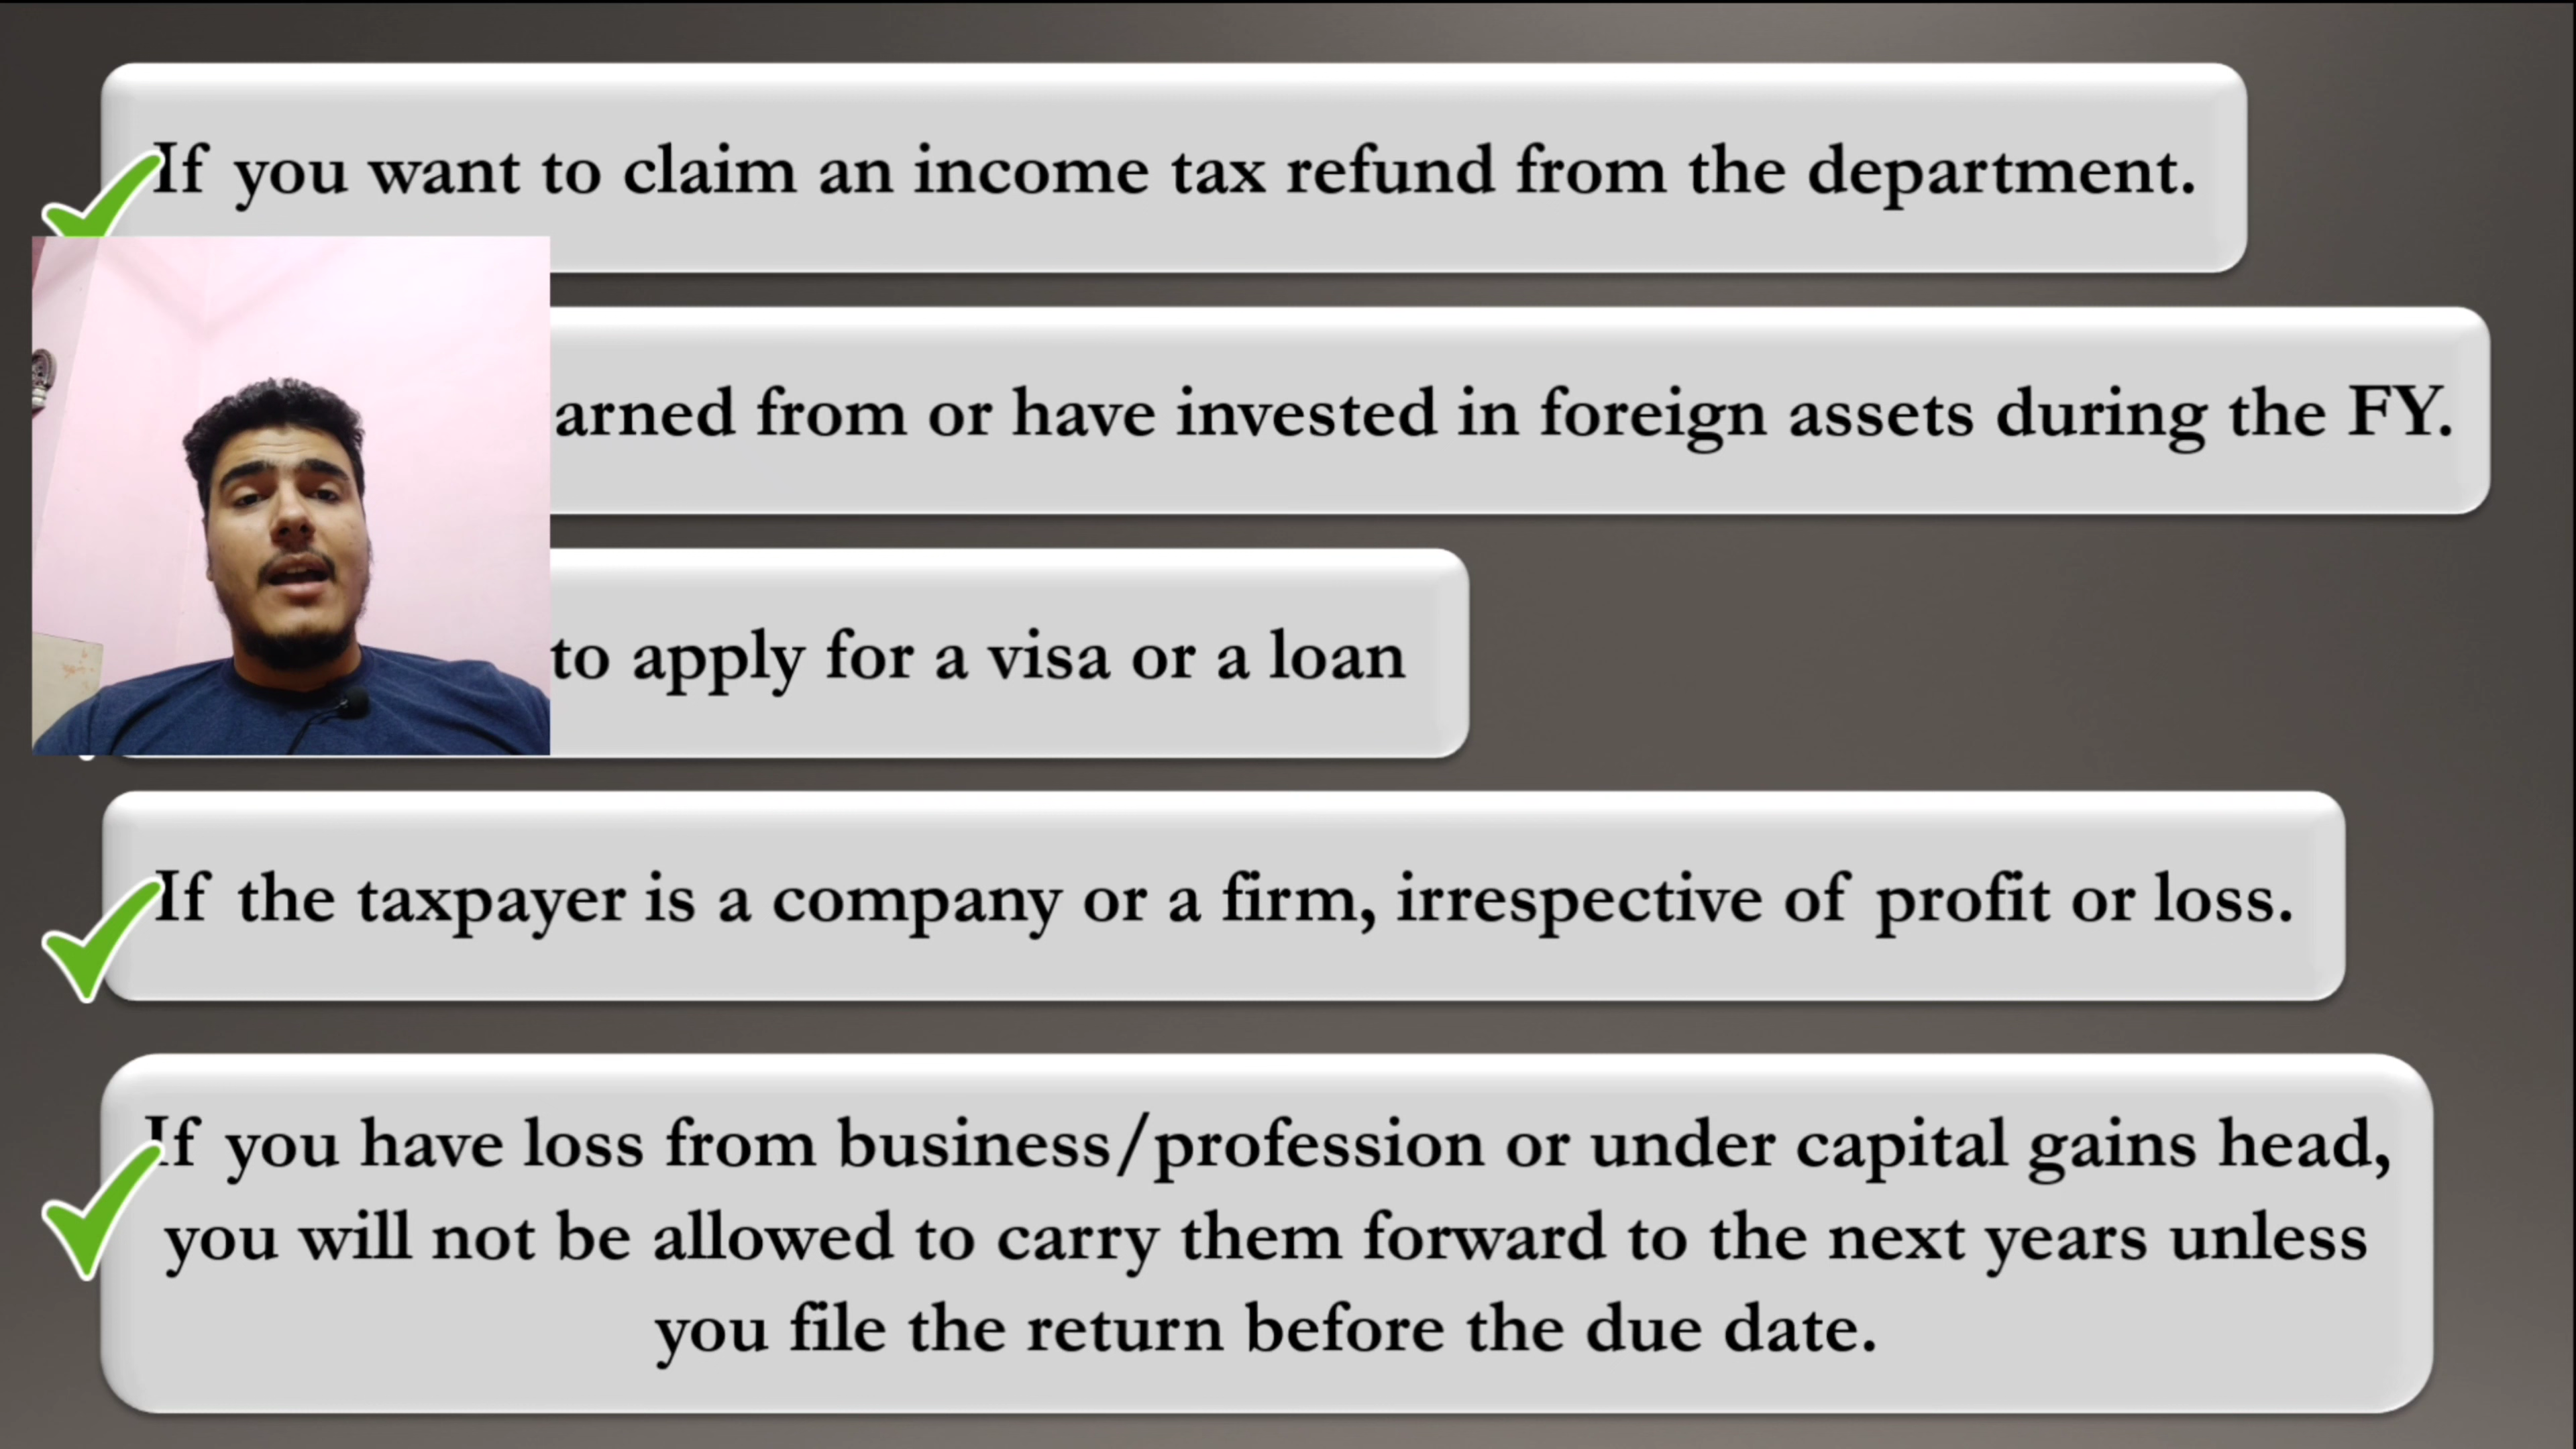 If you want to claim an income tax refund from the department.
from or have invested in foreign assets during the FY.
to apply for a visa or a loan
If the taxpayer is a company or a firm, irrespective of profit or loss.
If you have loss from business/profession or under capital gains head,
you will not be allowed to carry them forward to the next years unless
you file the return before the due date.